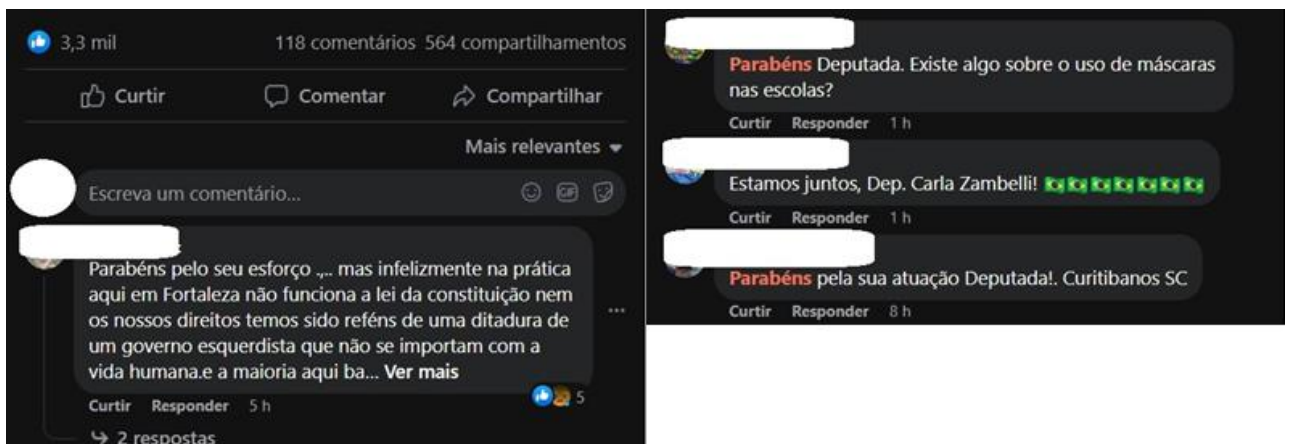 3,3 mil 118 comentários 564 compartilhamentos
Curtir Comentar Compartilhar
Mais relevantes
Escreva um comentário...
GIF
Parabéns pelo seu esforço .,.. mas infelizmente na prática
aqui em Fortaleza não funciona a lei da constituição nem
os nossos direitos temos sido reféns de uma ditadura de
um governo esquerdista que não se importam com a
vida humana.e a maioria aqui ba... Ver mais
5
Curtir Responder 5 h
2 respostas
Parabéns Deputada. Existe algo sobre o uso de máscaras
nas escolas?
Curtir Responder 1 h
Estamos juntos, Dep. Carla Zambelli!
Curtir Responder 1 h
Parabéns pela sua atuação Deputada!. Curitibanos SC
Curtir Responder 8 h